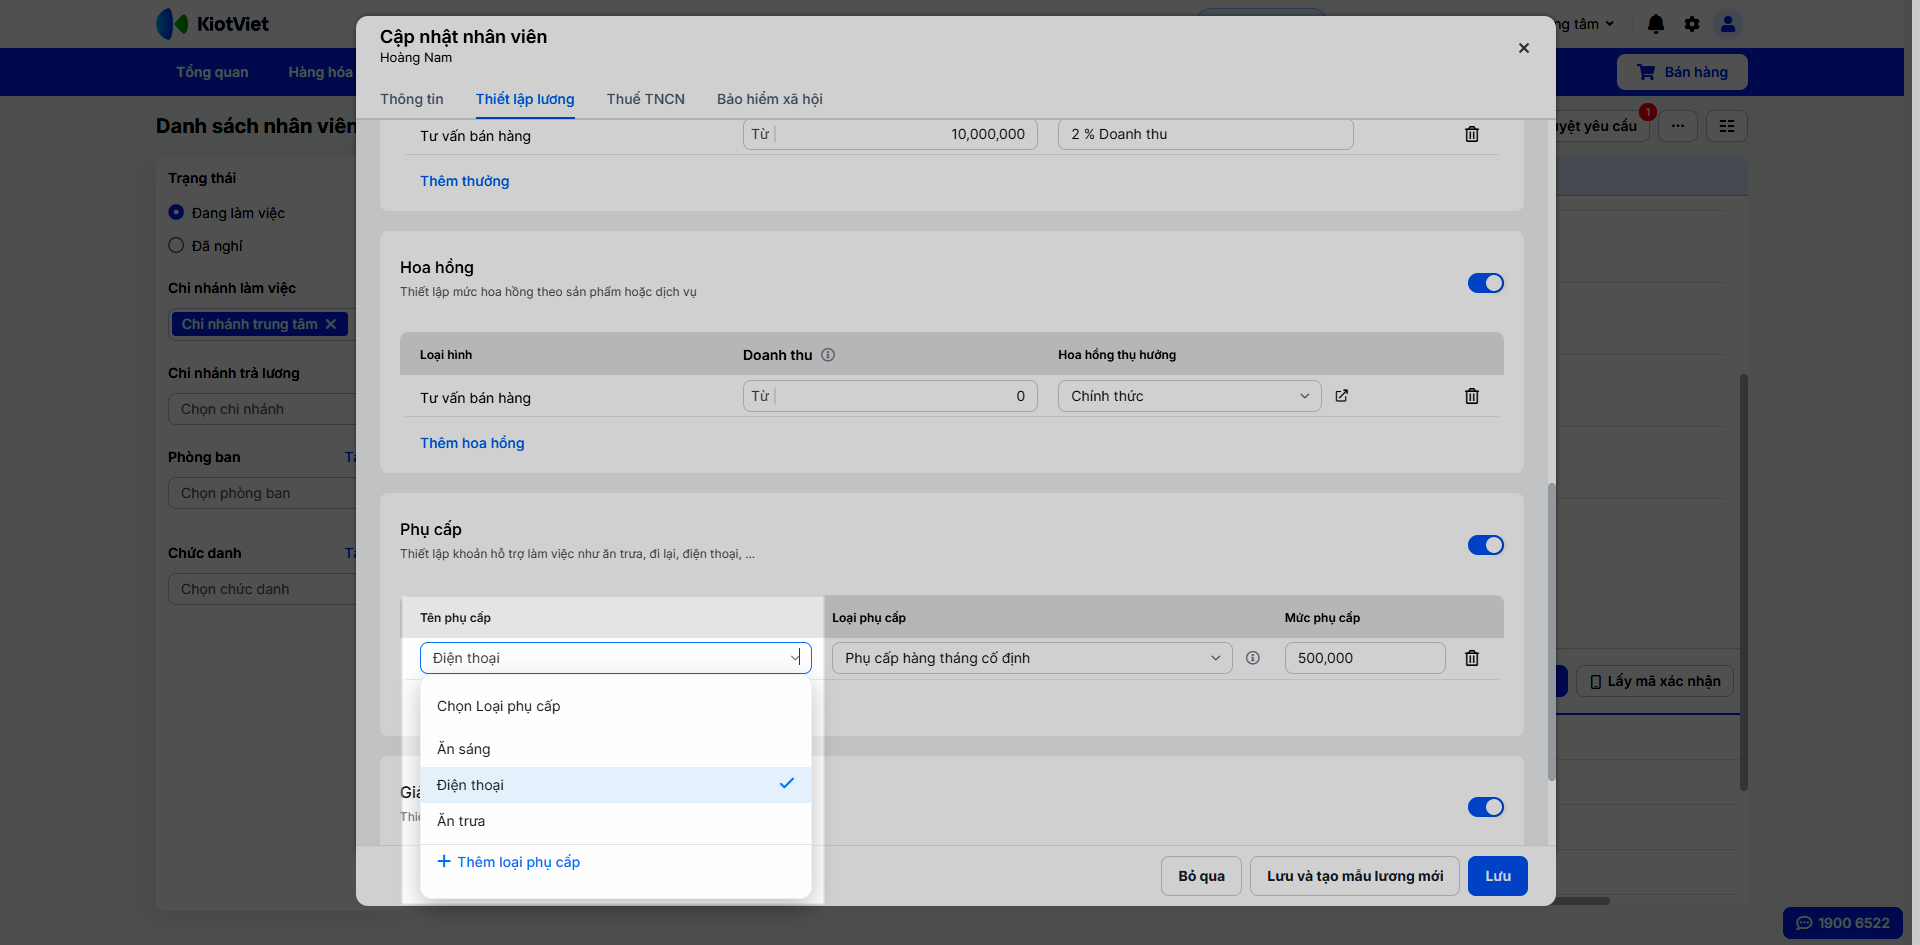 KiotViet
ng tâm
Tổng quan
Hàng hóa
Bán hàng
Danh sách nhân viên
yệt yêu cầu
1
Trạng thái
Đang làm việc
Đã nghỉ
Chi nhánh làm việc
Chi nhánh trung tâm
Chi nhánh trả lương
Chọn chi nhánh
Phòng ban
Tạ
Chọn phòng ban
Chức danh
Tạ
Chọn chức danh
Cập nhật nhân viên
Hoàng Nam
Thông tin
Thiết lập lương
Thuế TNCN
Bảo hiểm xã hội
Tư vấn bán hàng
Từ
10,000,000
2 % Doanh thu
Thêm thưởng
Hoa hồng
Thiết lập mức hoa hồng theo sản phẩm hoặc dịch vụ
Loại hình
Doanh thu
Hoa hồng thụ hưởng
Tư vấn bán hàng
Từ
0
Chính thức
Thêm hoa hồng
Phụ cấp
Thiết lập khoản hỗ trợ làm việc như ăn trưa, đi lại, điện thoại, ...
Tên phụ cấp
Loại phụ cấp
Mức phụ cấp
Điện thoại
Phụ cấp hàng tháng cố định
500,000
Chọn Loại phụ cấp
Ăn sáng
Điện thoại
Ăn trưa
Thêm loại phụ cấp
Giả
Thiế
Lấy mã xác nhận
Bỏ qua
Lưu và tạo mẫu lương mới
Lưu
1900 6522